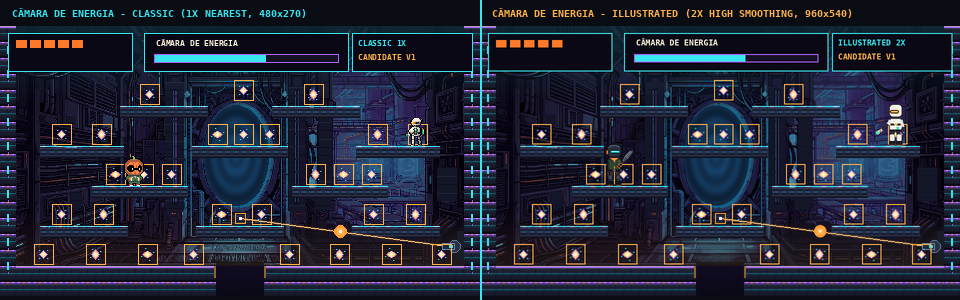 CÂMARA DE ENERGIA - CLASSIC (1X NEAREST, 480x270)
CÂMARA DE ENERGIA
CLASSIC 1X
CANDIDATE V1
CÂMARA DE ENERGIA - ILLUSTRATED (2X HIGH SMOOTHING, 960x540)
CÂMARA DE ENERGIA
ILLUSTRATED 2X
CANDIDATE V1